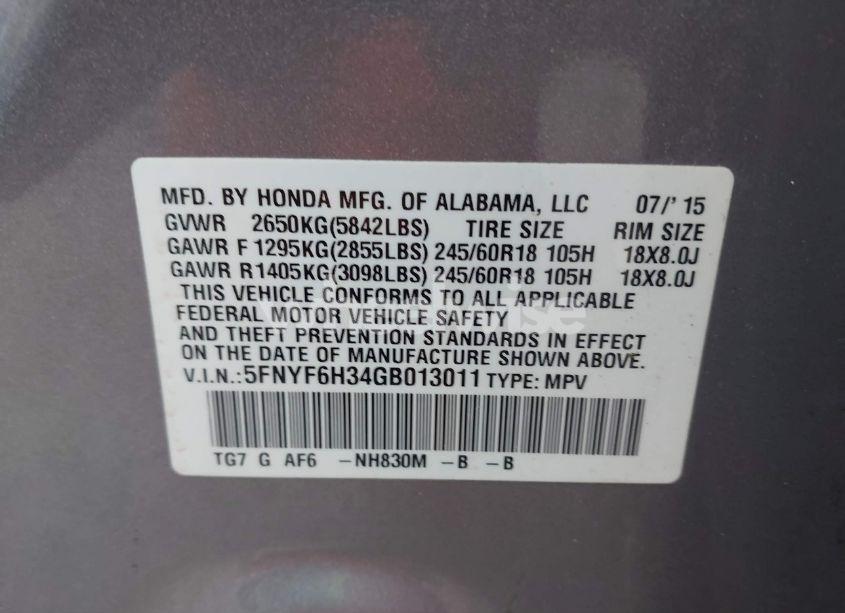 MFD. BY HONDA MFG. OF ALABAMA, LLC 07/' 15
GVWR 2650KG(5842LBS) TIRE SIZE RIM SIZE
GAWR F 1295KG(2855LBS) 245/60R18 105H 18X8.0J
GAWR R1405KG(3098LBS) 245/60R18 105H 18X8.0J
THIS VEHICLE CONFORMS TO ALL APPLICABLE
FEDERAL MOTOR VEHICLE SAFETY
AND THEFT PREVENTION STANDARDS IN EFFECT
ON THE DATE OF MANUFACTURE SHOWN ABOVE.
V.I.N.:5FNYF6H34GB013011 TYPE: MPV
TG7 G AF6 -NH830M -B -B